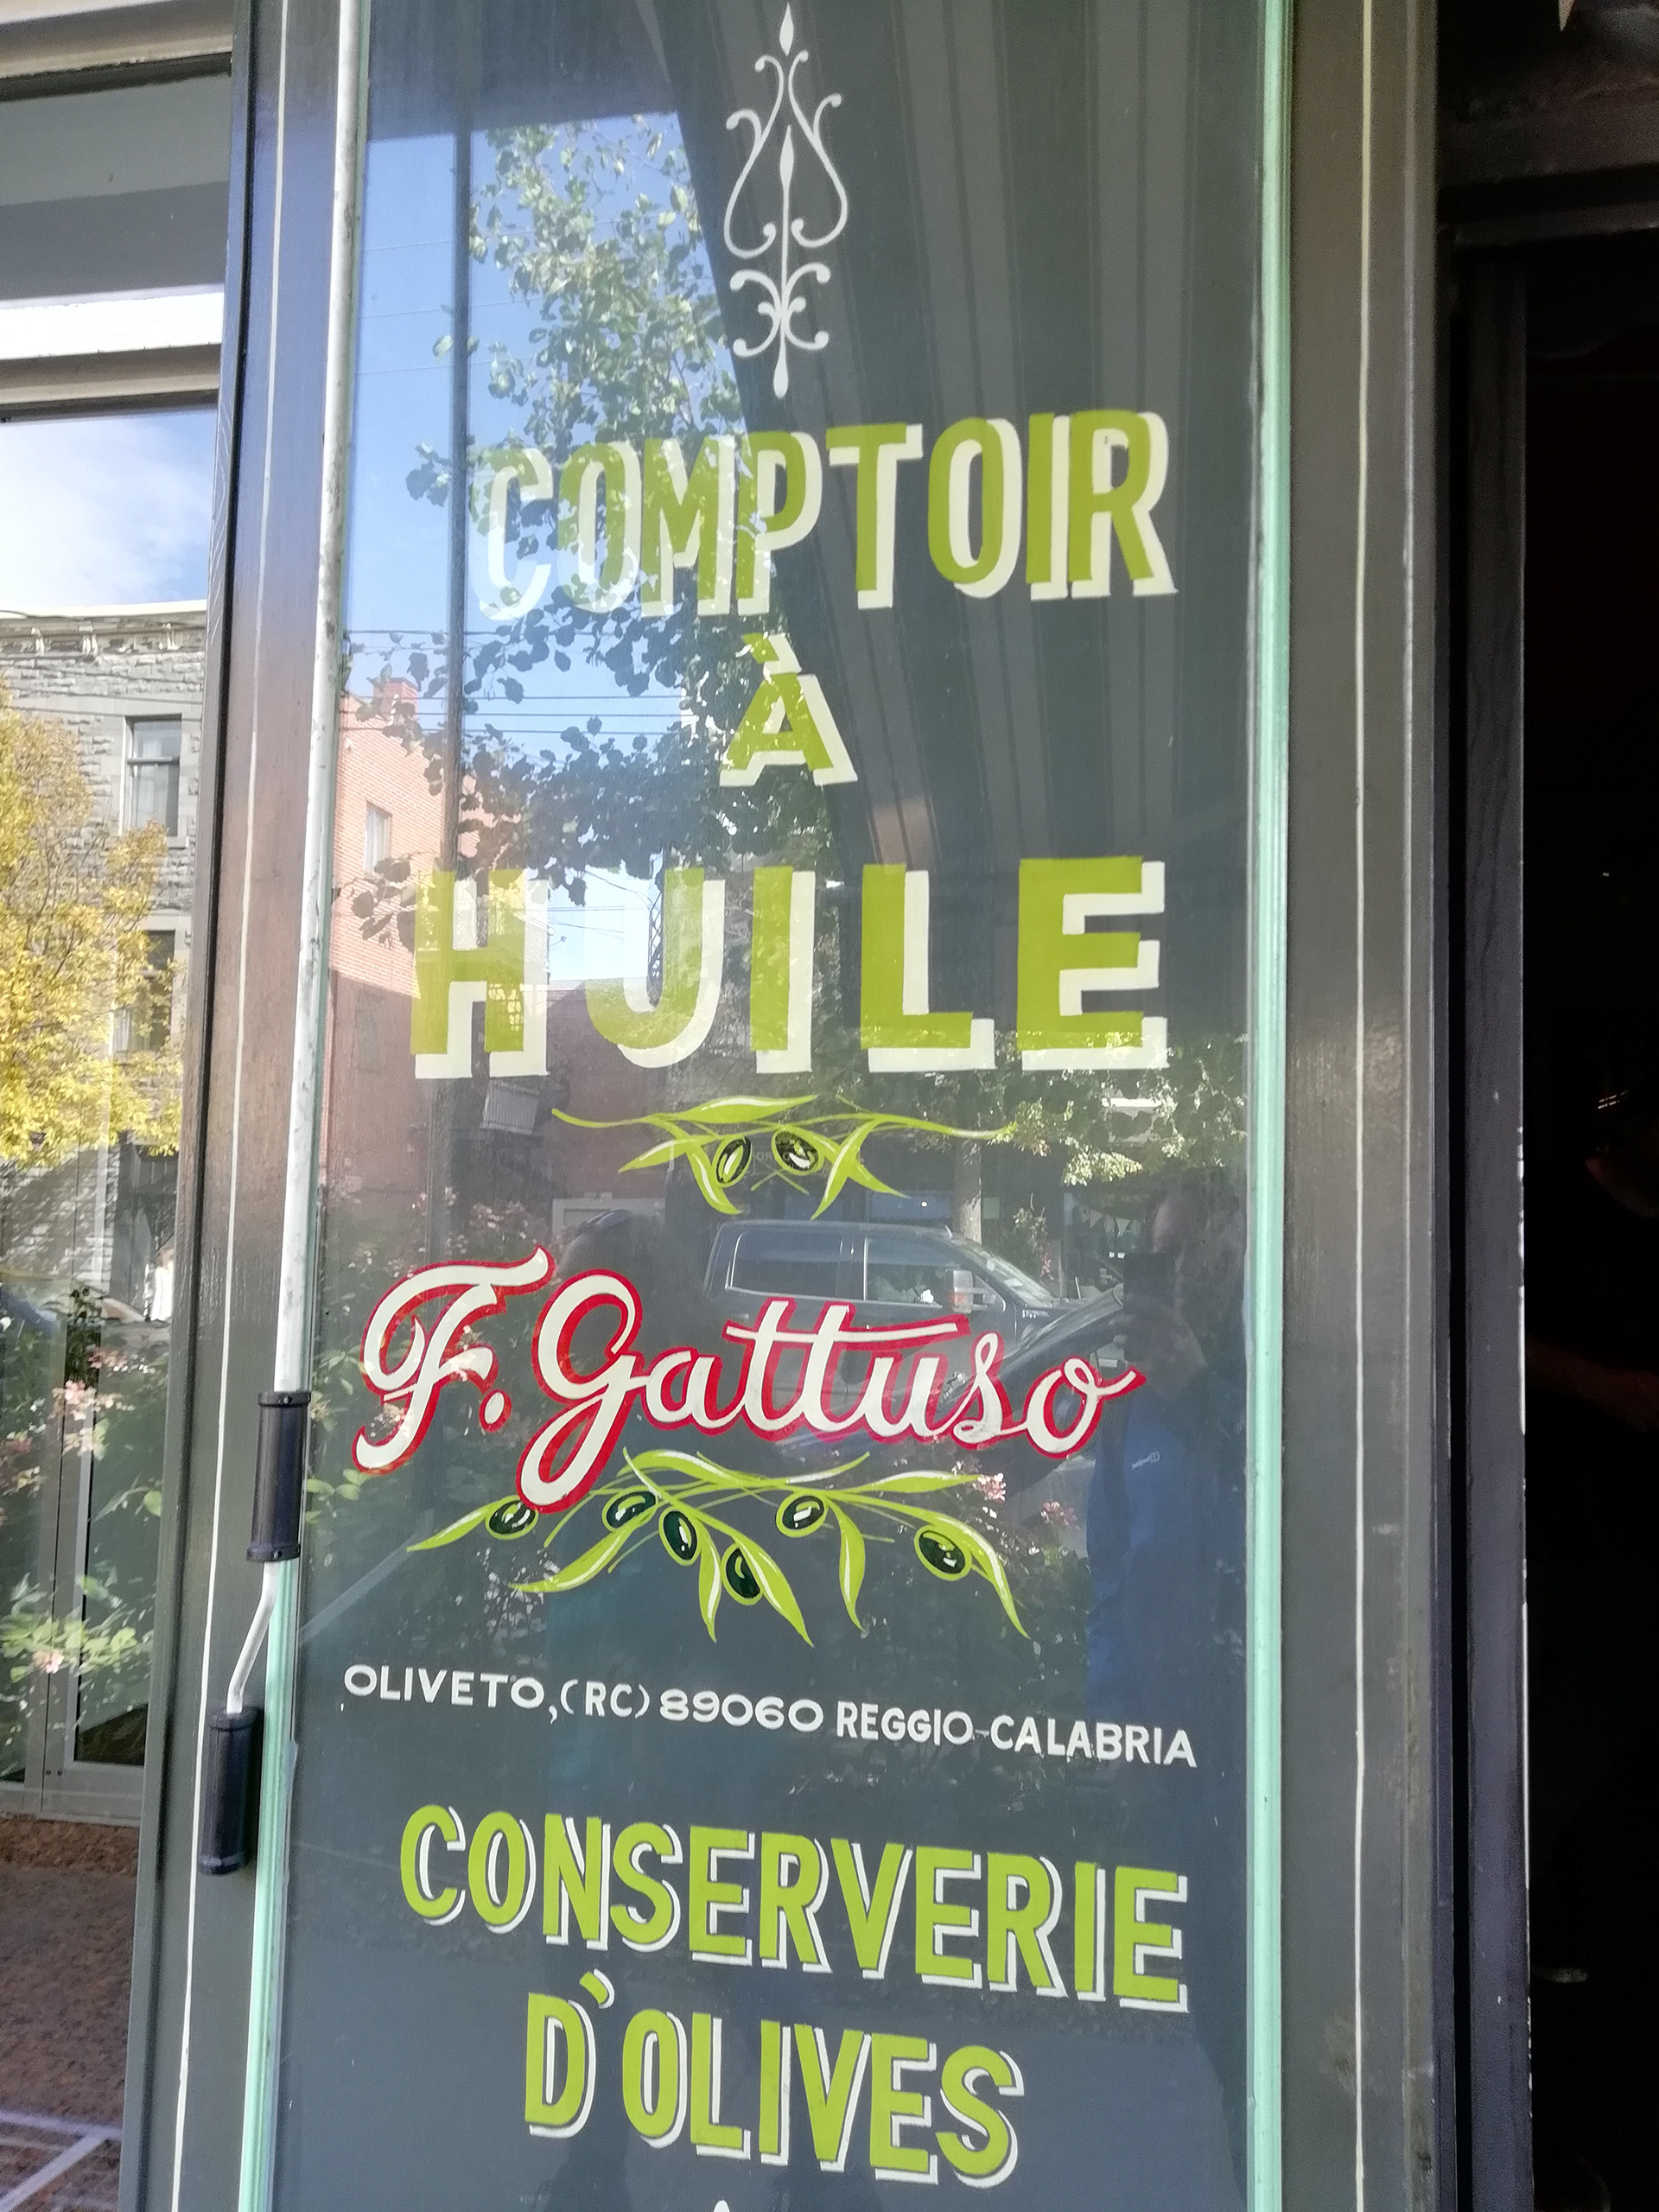 COMPTOIR
À
HUILE
F. Gattuso
OLIVETO, (RC) 89060 REGGIO-CALABRIA
CONSERVERIE
D'OLIVES